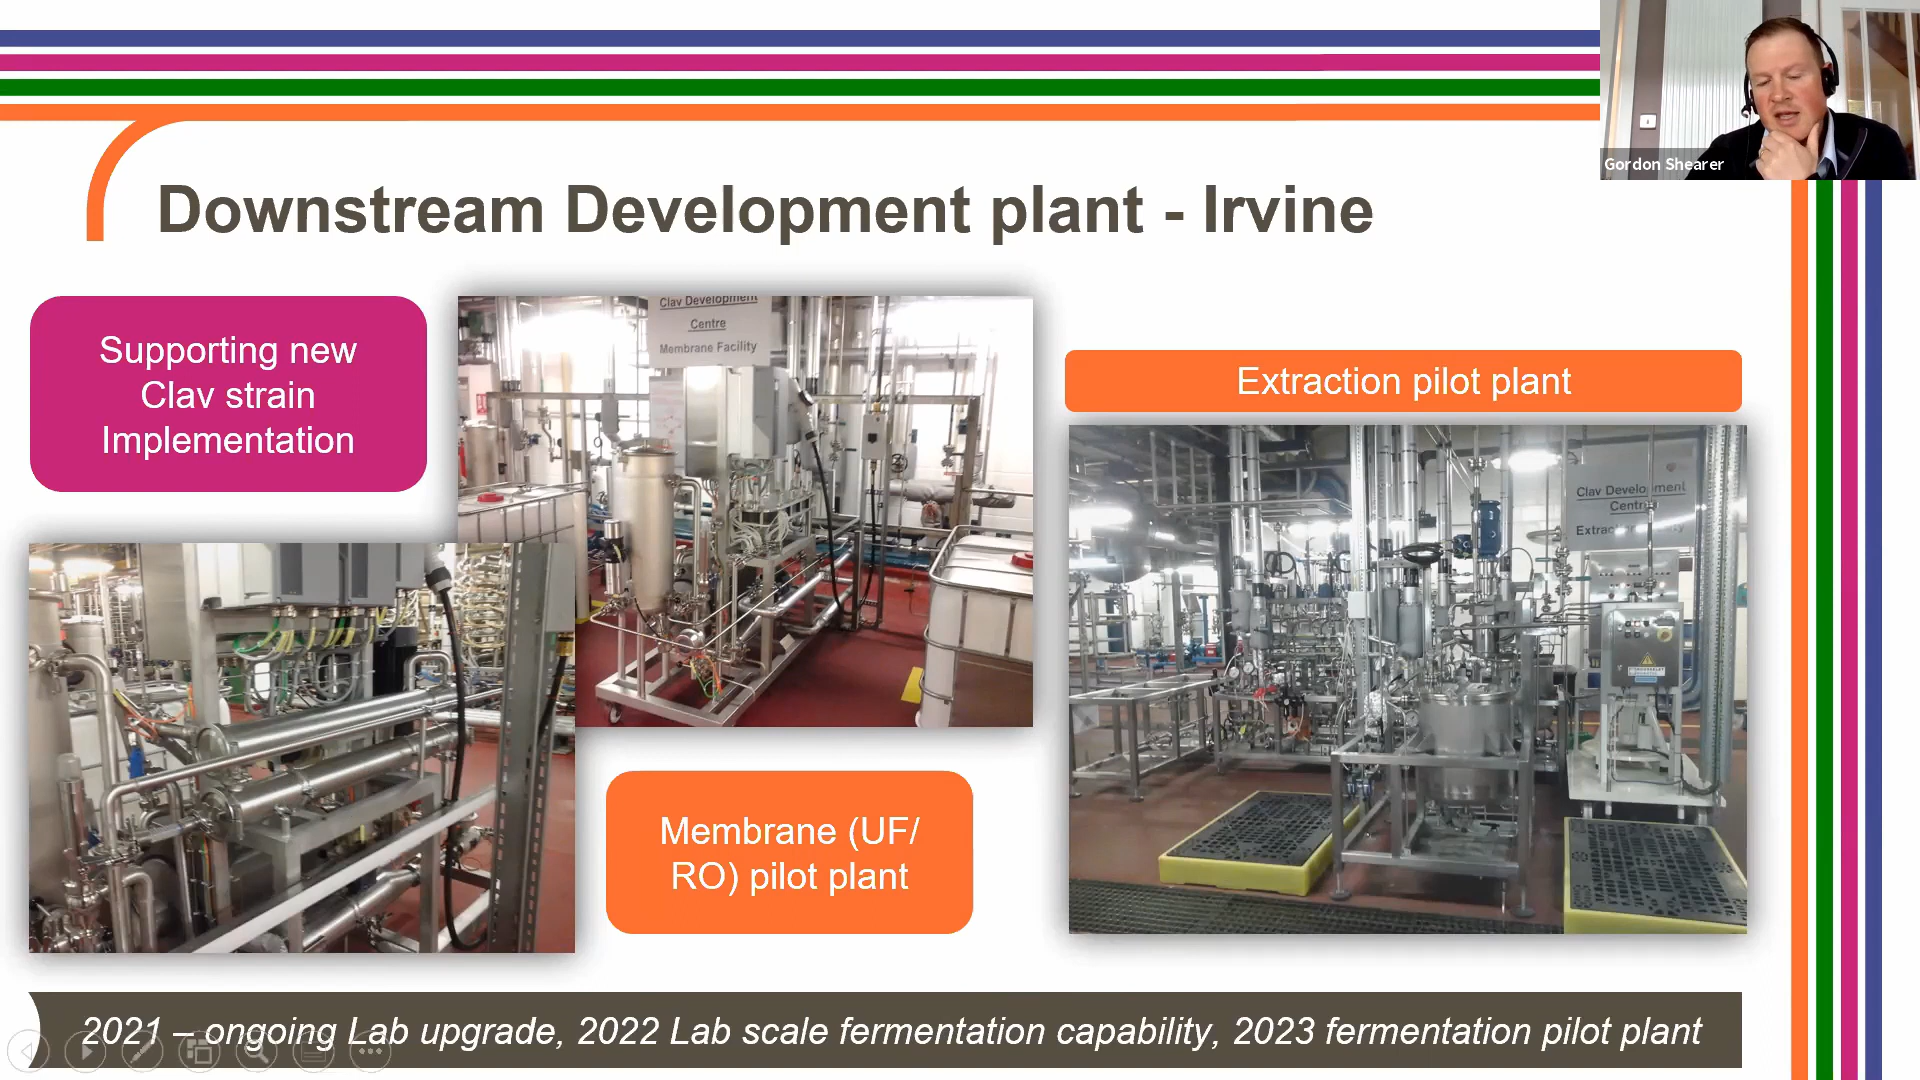 Gordon Shearer
Downstream Development plant - Irvine
Supporting new
Clav strain
Implementation
Clav Development
Centre
Membrane Facility
Extraction pilot plant
Clav Development
Centre
Membrane (UF/
RO) pilot plant
2021 – ongoing Lab upgrade, 2022 Lab scale fermentation capability, 2023 fermentation pilot plant